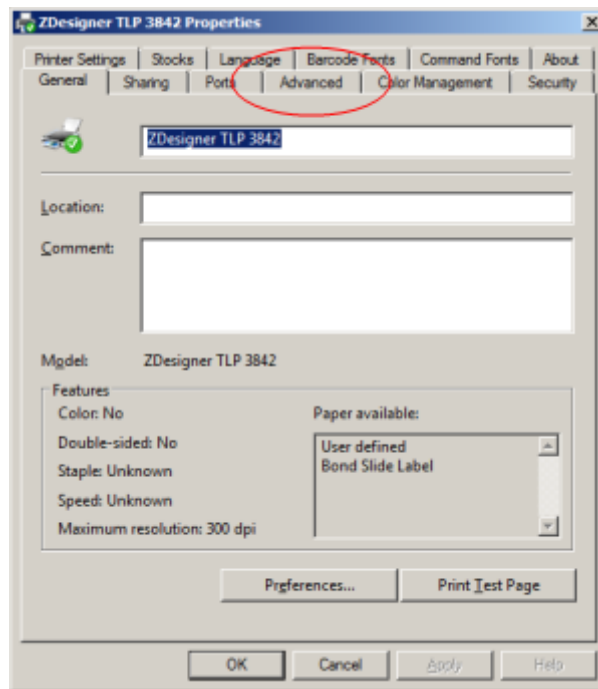 ZDesigner TLP 3842 Properties
Printer Settings Stocks Language Barcode Fonts Command Fonts About
General Sharing Ports Advanced Color Management Security
ZDesigner TLP 3842
Location:
Comment:
Model: ZDesigner TLP 3842
Features
Color: No
Paper available:
Double-sided: No
User defined
Staple: Unknown
Bond Slide Label
Speed: Unknown
Maximum resolution: 300 dpi
Preferences... Print Test Page
OK Cancel Apply Help